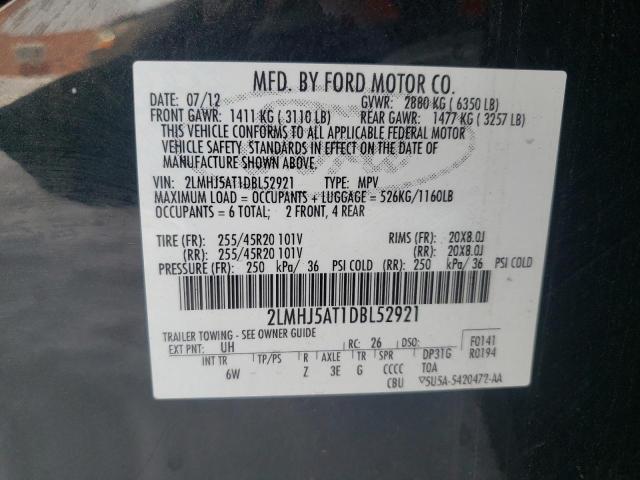 MFD. BY FORD MOTOR CO.
DATE: 07/12 GVWR: 2880 KG ( 6350 LB)
FRONT GAWR: 1411 KG ( 3110 LB) REAR GAWR: 1477 KG ( 3257 LB)
THIS VEHICLE CONFORMS TO ALL APPLICABLE FEDERAL MOTOR
VEHICLE SAFETY STANDARDS IN EFFECT ON THE DATE OF
MANUFACTURE SHOWN ABOVE.
VIN: 2LMHJ5AT1DBL52921 TYPE: MPV
MAXIMUM LOAD = OCCUPANTS + LUGGAGE = 526KG/1160LB
OCCUPANTS = 6 TOTAL; 2 FRONT, 4 REAR
TIRE (FR): 255/45R20 101V RIMS (FR): 20X8.0J
(RR): 255/45R20 101V (RR): 20X8.0J
PRESSURE (FR): 250 kPa/ 36 PSI COLD (RR): 250 kPa/ 36 PSI COLD
2LMHJ5AT1DBL52921
TRAILER TOWING - SEE OWNER GUIDE
EXT PNT: UH RC: 26 DSO: F0141
INT TR TP/PS R AXLE TR SPR DP31G R0194
6W Z 3E G CCCC TOA
CBU ▽5U5A-5420472-AA